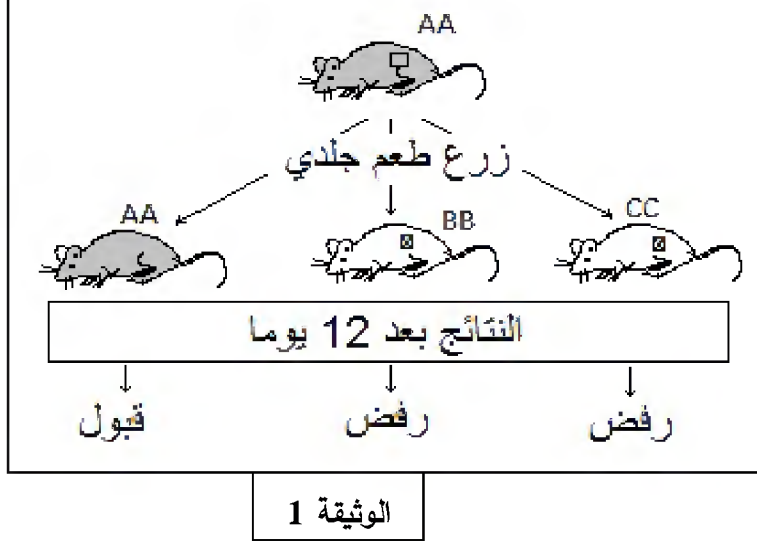 AA
زرع طعم جلدي
AA
BB
CC
النتائج بعد 12 يوما
قبول
رفض
رفض
الوثيقة 1